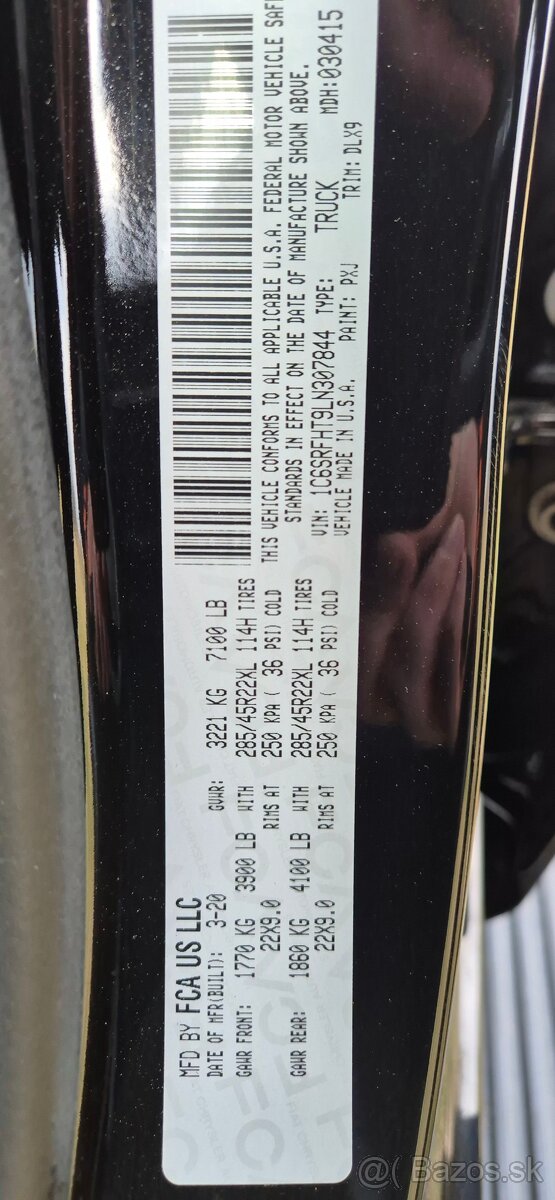 MFD BY FCA US LLC
DATE OF MFR(BUILT): 3-20 GVWR: 3221 KG 7100 LB
GAWR FRONT: 1770 KG 3900 LB WITH 285/45R22XL 114H TIRES
22X9.0 RIMS AT 250 KPA ( 36 PSI) COLD
GAWR REAR: 1860 KG 4100 LB WITH 285/45R22XL 114H TIRES
22X9.0 RIMS AT 250 KPA ( 36 PSI) COLD
THIS VEHICLE CONFORMS TO ALL APPLICABLE U.S.A. FEDERAL MOTOR VEHICLE
STANDARDS IN EFFECT ON THE DATE OF MANUFACTURE SHOWN ABOVE.
VIN: 1C6SRFHT9LN307844 TYPE: TRUCK MDH:030415
VEHICLE MADE IN U.S.A. PAINT: PXJ TRIM: DLX9
@ Bazos.sk